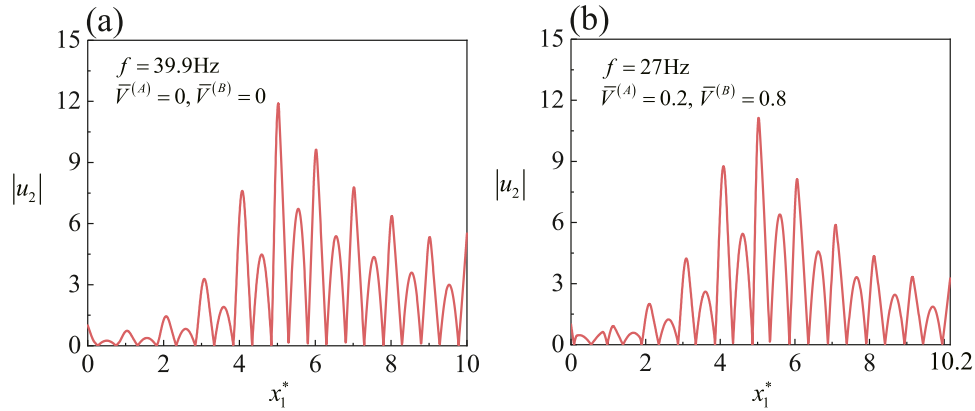 (a)
15
12
9
6
3
0
|u₂|
f = 39.9Hz
V̅⁽ᴬ⁾ = 0, V̅⁽ᴮ⁾ = 0
0 2 4 6 8 10
x₁*
(b)
15
12
9
6
3
0
|u₂|
f = 27Hz
V̅⁽ᴬ⁾ = 0.2, V̅⁽ᴮ⁾ = 0.8
0 2 4 6 8 10.2
x₁*